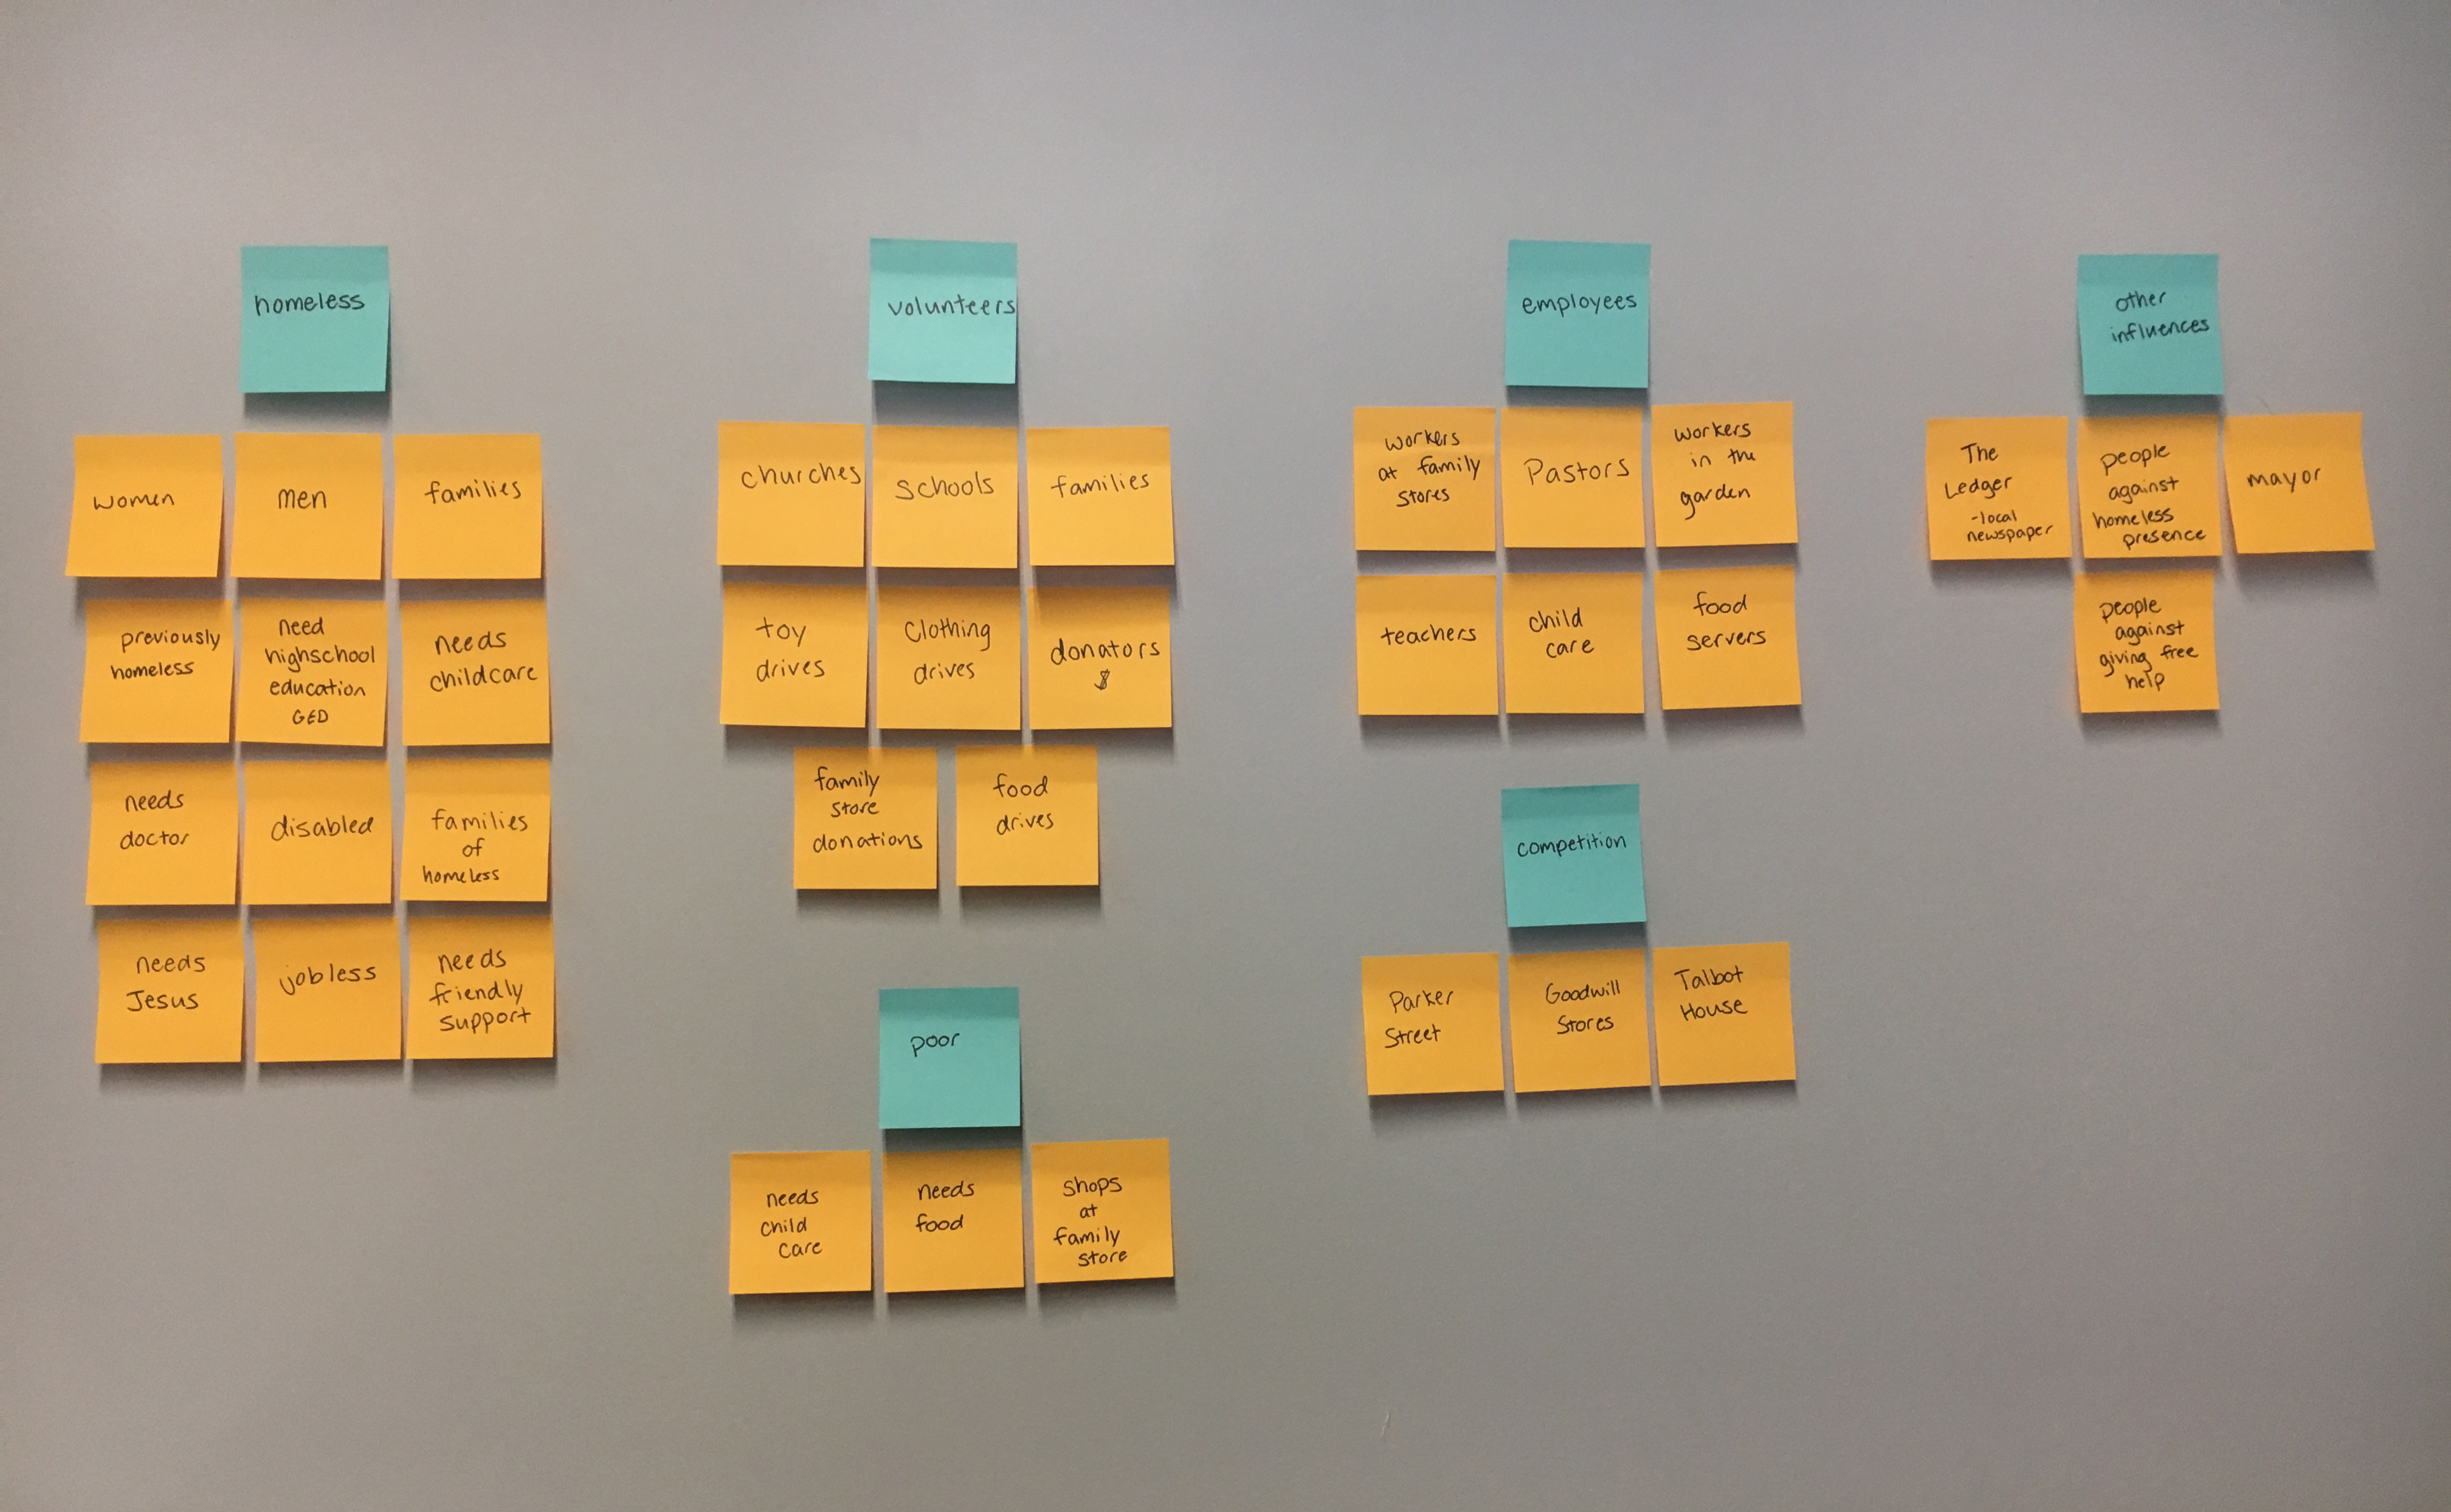 homeless
women
men
families
previously
homeless
need
highschool
education
GED
needs
childcare
needs
doctor
disabled
families
of
homeless
needs
Jesus
jobless
needs
friendly
support
volunteers
churches
schools
families
toy
drives
clothing
drives
donators
$
family
store
donations
food
drives
poor
needs
child
care
needs
food
shops
at
family
store
employees
workers
at family
stores
Pastors
workers
in the
garden
teachers
child
care
food
servers
competition
Parker
Street
Goodwill
Stores
Talbot
House
other
influences
The
Ledger
-local
newspaper
people
against
homeless
presence
mayor
people
against
giving free
help